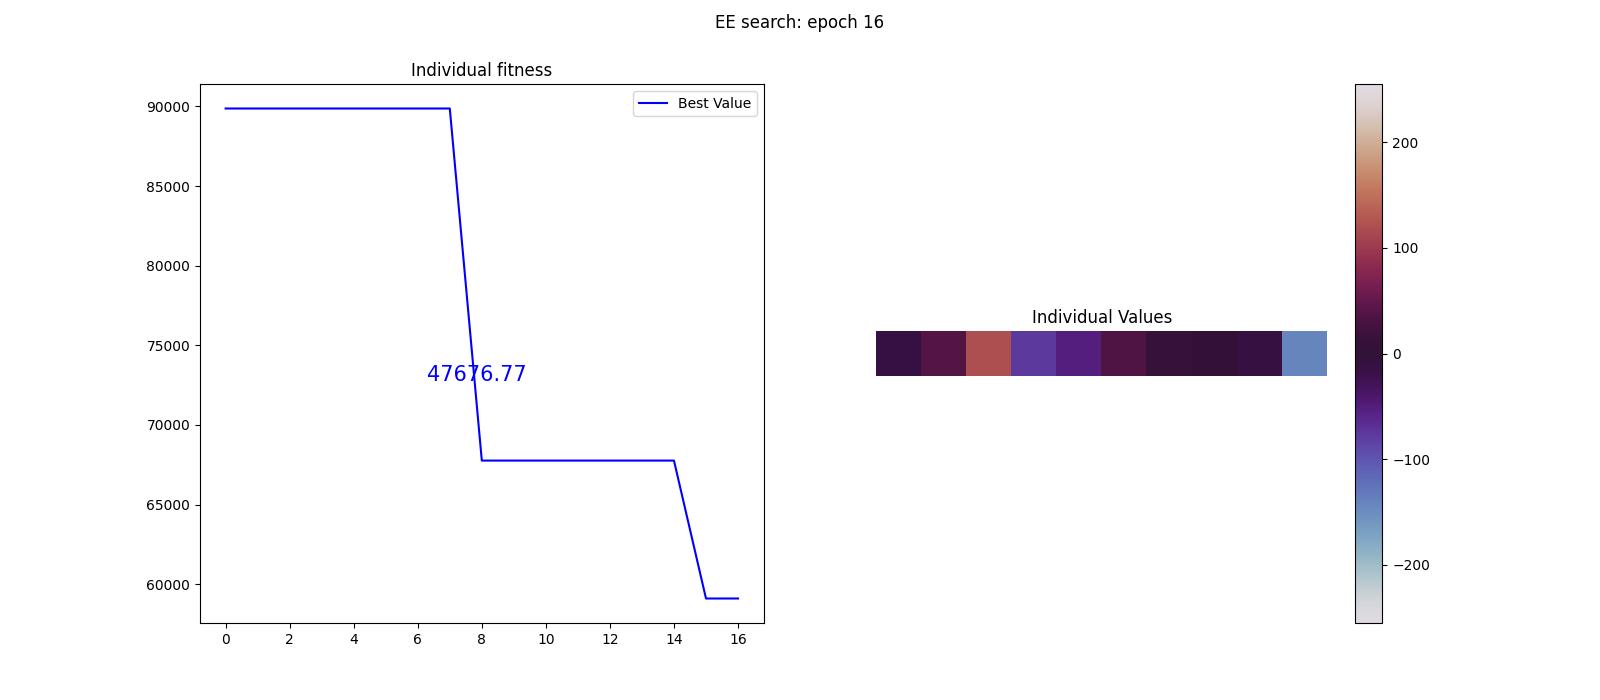 EE search: epoch 16
Individual fitness
Best Value
90000
85000
80000
75000
70000
65000
60000
47676.77
0 2 4 6 8 10 12 14 16
Individual Values
200
100
0
−100
−200